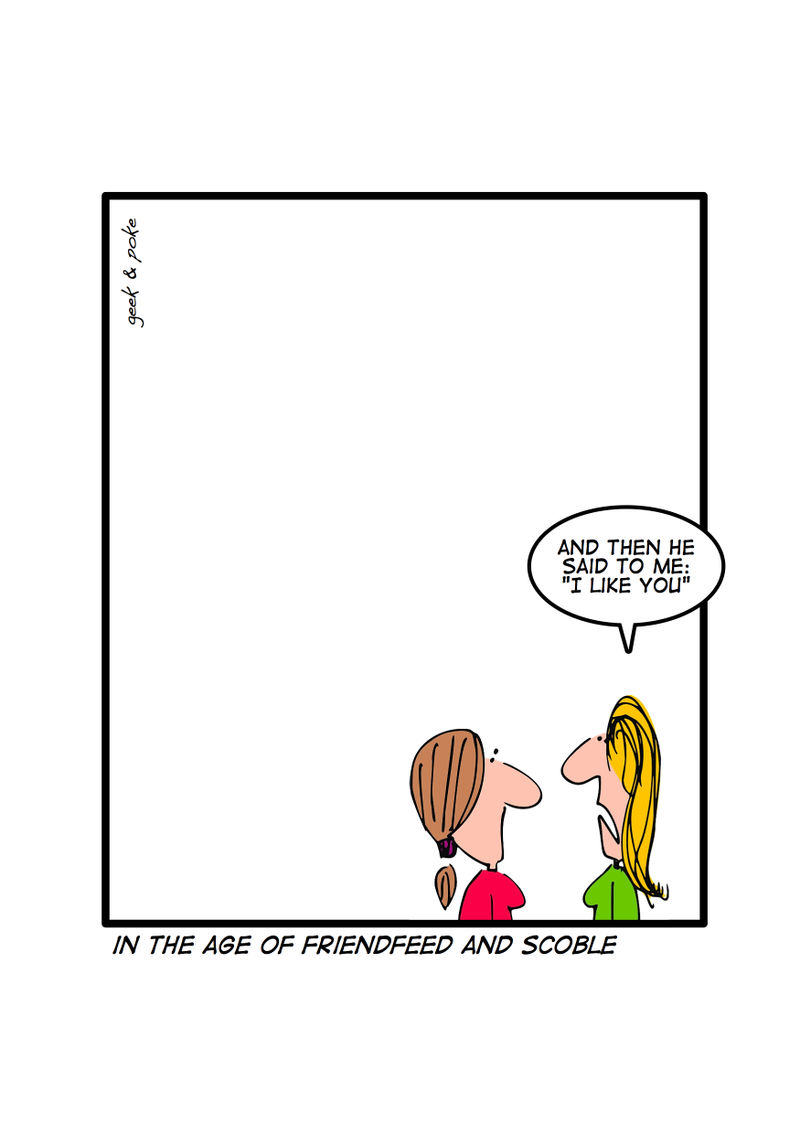 geek & poke
AND THEN HE
SAID TO ME:
"I LIKE YOU"
IN THE AGE OF FRIENDFEED AND SCOBLE